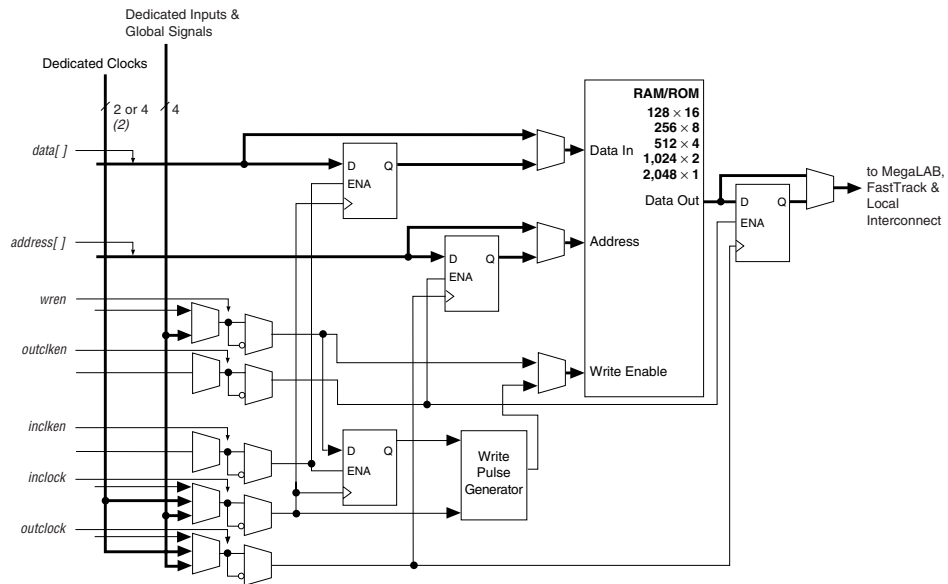 Dedicated Inputs &
Global Signals
Dedicated Clocks
2 or 4
(2)
4
RAM/ROM
128 × 16
256 × 8
512 × 4
1,024 × 2
2,048 × 1
data[ ]
D Q
ENA
Data In
Data Out
D Q
ENA
to MegaLAB,
FastTrack &
Local
Interconnect
address[ ]
D Q
ENA
Address
wren
outclken
Write Enable
inclken
D Q
ENA
Write
Pulse
Generator
inclock
outclock